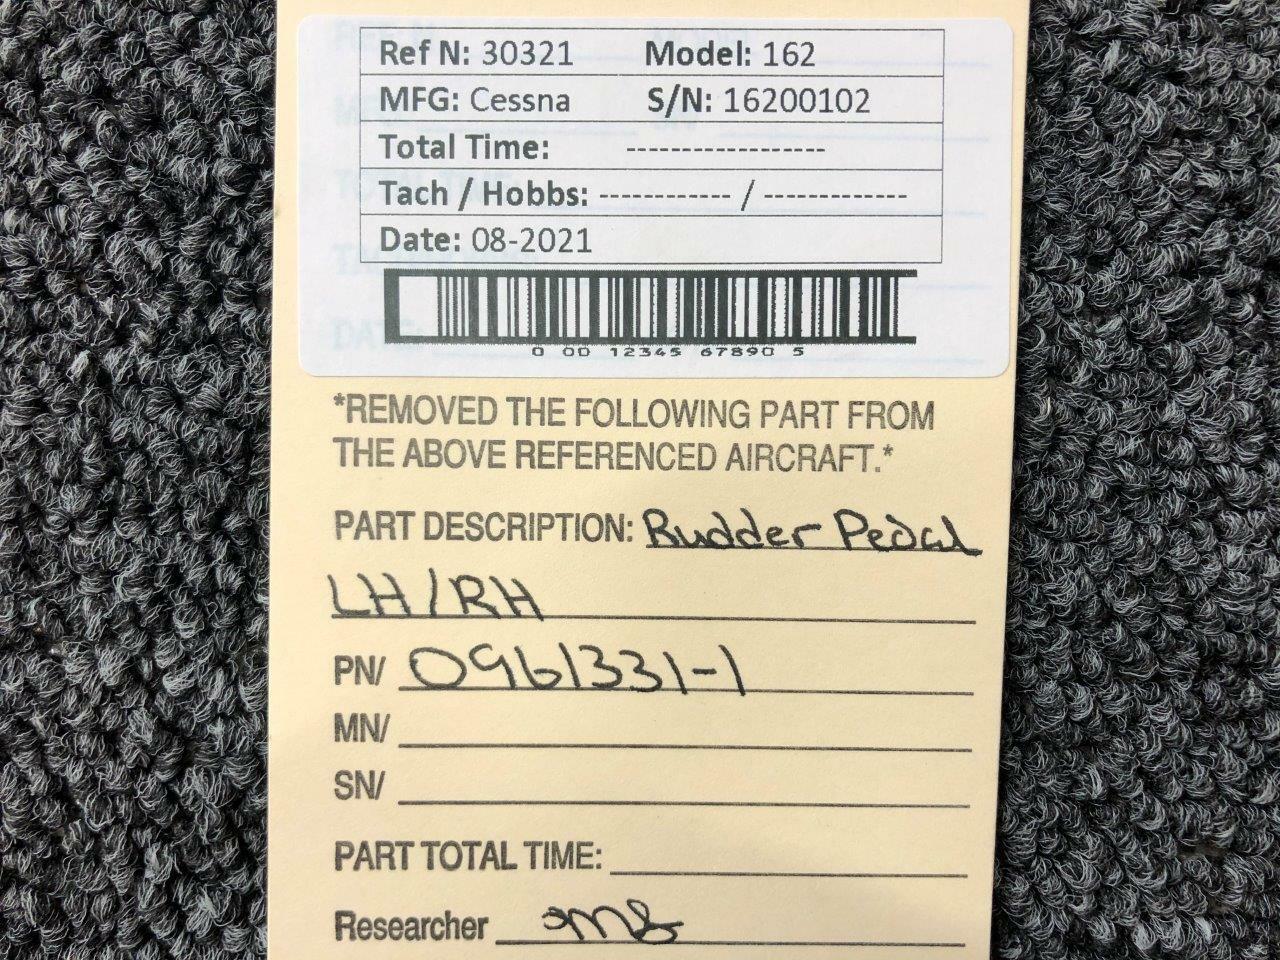 Ref N: 30321 Model: 162
MFG: Cessna S/N: 16200102
Total Time: -----------------
Tach / Hobbs: ------------ / -------------
Date: 08-2021
0 00 12345 67890 5
*REMOVED THE FOLLOWING PART FROM
THE ABOVE REFERENCED AIRCRAFT.*
PART DESCRIPTION: Rudder Pedal
LH/RH
PN/ 0961331-1
MN/
SN/
PART TOTAL TIME:
Researcher